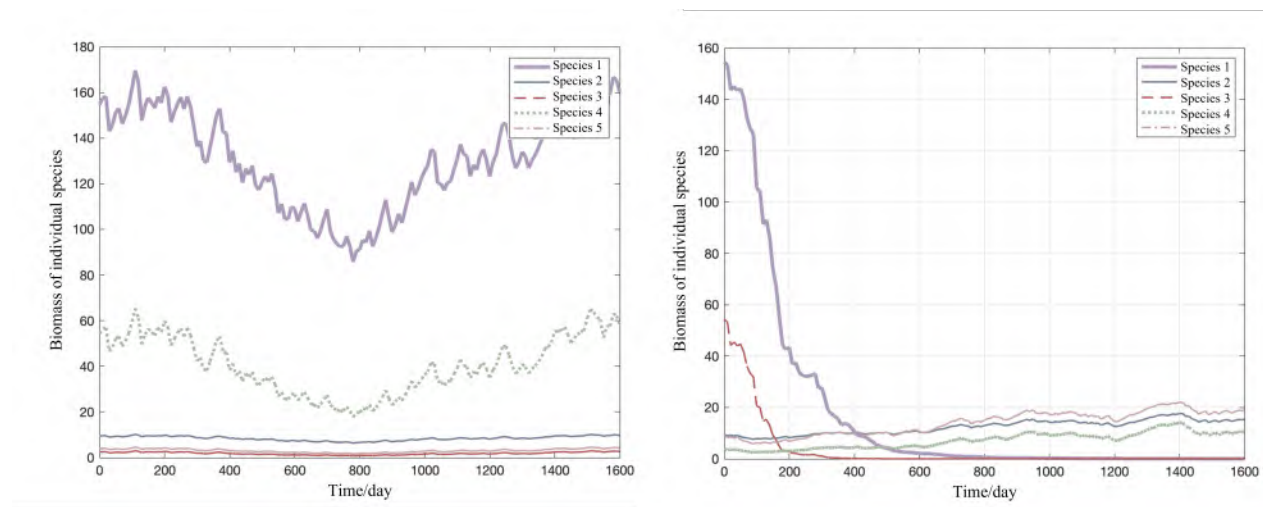 180
160
140
120
100
80
60
40
20
0
Biomass of individual species
0 200 400 600 800 1000 1200 1400 1600
Time/day
Species 1
Species 2
Species 3
Species 4
Species 5
160
140
120
100
80
60
40
20
0
Biomass of individual species
0 200 400 600 800 1000 1200 1400 1600
Time/day
Species 1
Species 2
Species 3
Species 4
Species 5